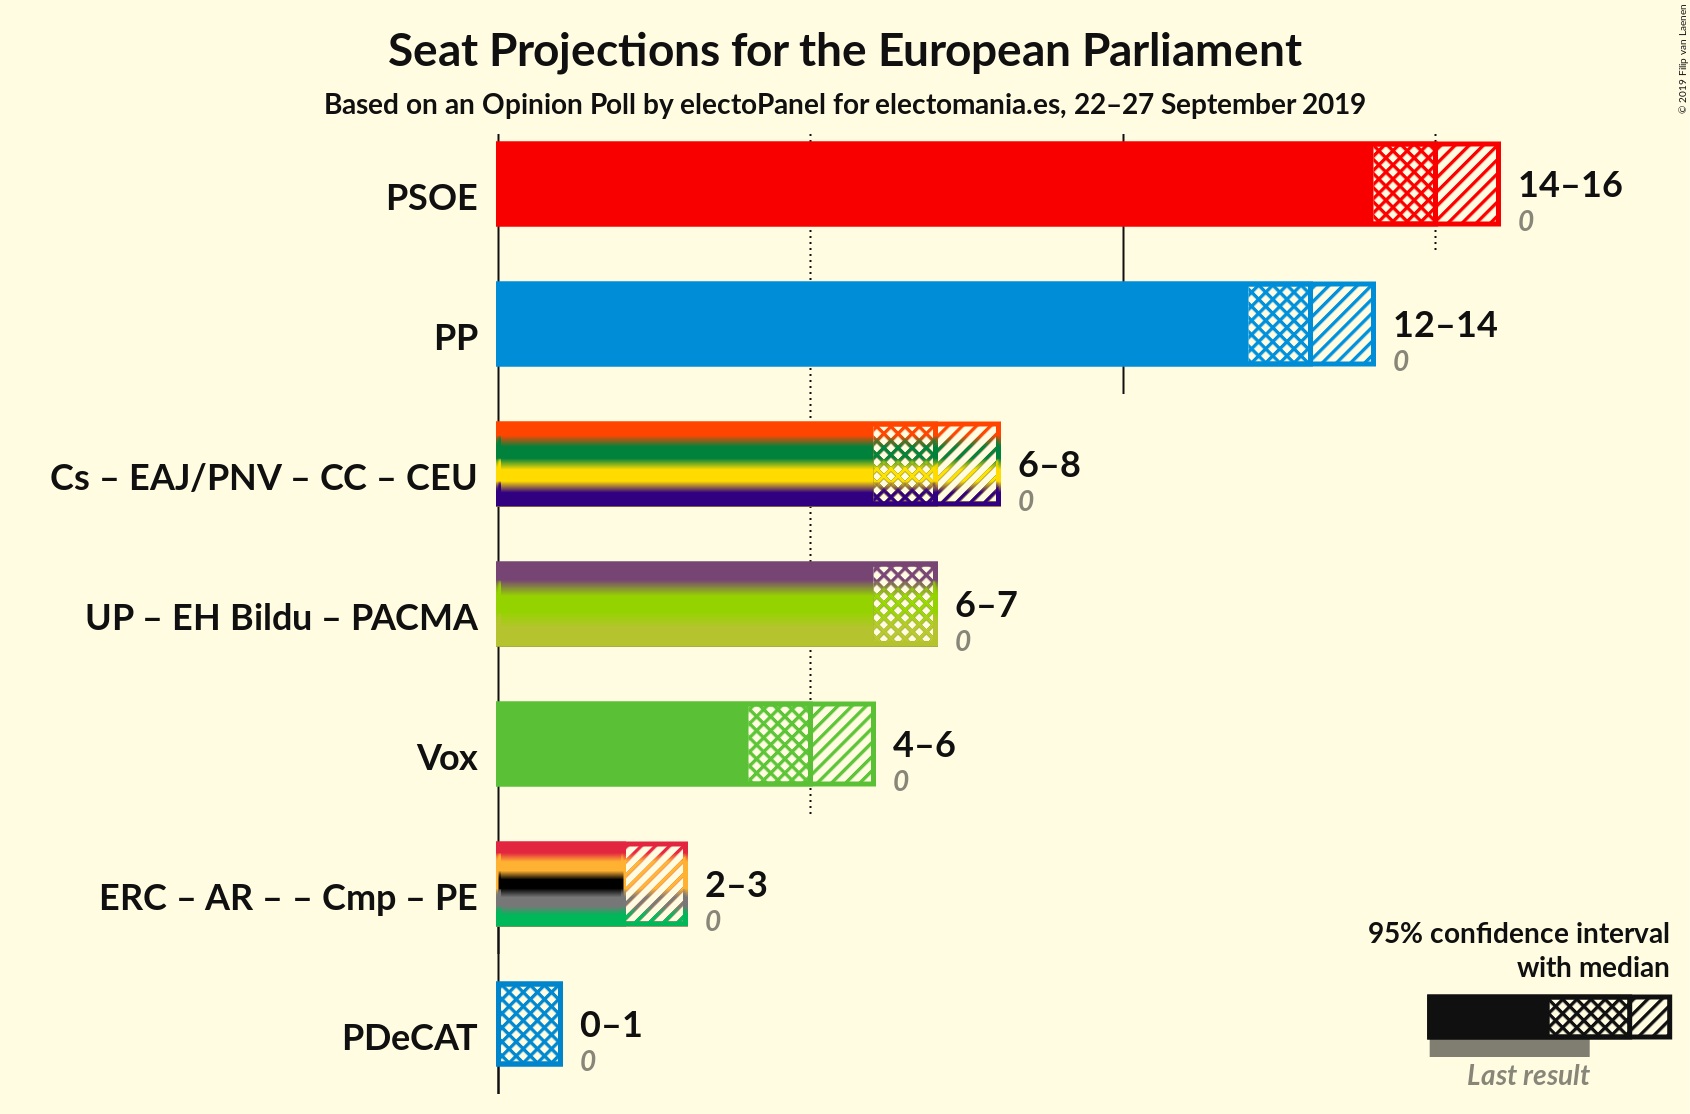 Seat Projections for the European Parliament
Based on an Opinion Poll by electoPanel for electomania.es, 22–27 September 2019
© 2019 Filip van Laenen
PSOE
14–16
0
PP
12–14
0
Cs – EAJ/PNV – CC – CEU
6–8
0
UP – EH Bildu – PACMA
6–7
0
Vox
4–6
0
ERC – AR – – Cmp – PE
2–3
0
PDeCAT
0–1
0
95% confidence interval
with median
Last result